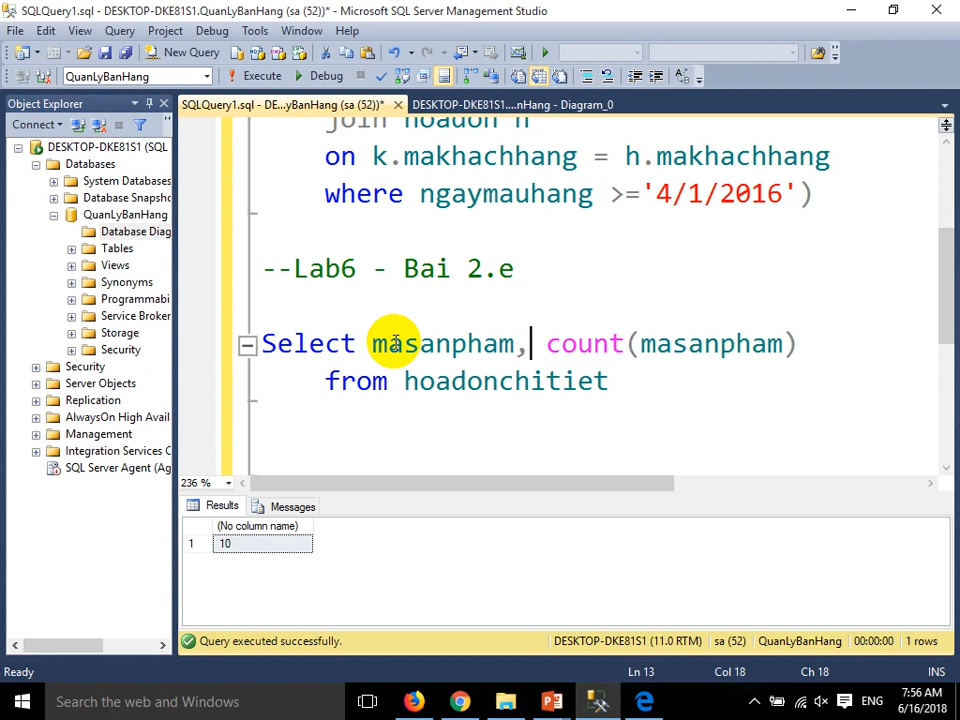 SQLQuery1.sql - DESKTOP-DKE81S1.QuanLyBanHang (sa (52))* - Microsoft SQL Server Management Studio
File Edit View Query Project Debug Tools Window Help
New Query
QuanLyBanHang Execute Debug
Object Explorer
SQLQuery1.sql - DE...yBanHang (sa (52))* DESKTOP-DKE81S1....nHang - Diagram_0
Connect
DESKTOP-DKE81S1 (SQL
Databases
System Databases
Database Snapsho
QuanLyBanHang
Database Diag
Tables
Views
Synonyms
Programmabi
Service Broker
Storage
Security
Security
Server Objects
Replication
AlwaysOn High Avail
Management
Integration Services C
SQL Server Agent (Ag
join hoadon h
on k.makhachhang = h.makhachhang
where ngaymauhang >='4/1/2016')
--Lab6 - Bai 2.e
Select masanpham, count(masanpham)
from hoadonchitiet
236 %
Results Messages
(No column name)
1 10
Query executed successfully. DESKTOP-DKE81S1 (11.0 RTM) sa (52) QuanLyBanHang 00:00:00 1 rows
Ready Ln 13 Col 18 Ch 18 INS
Search the web and Windows
ENG
7:56 AM
6/16/2018